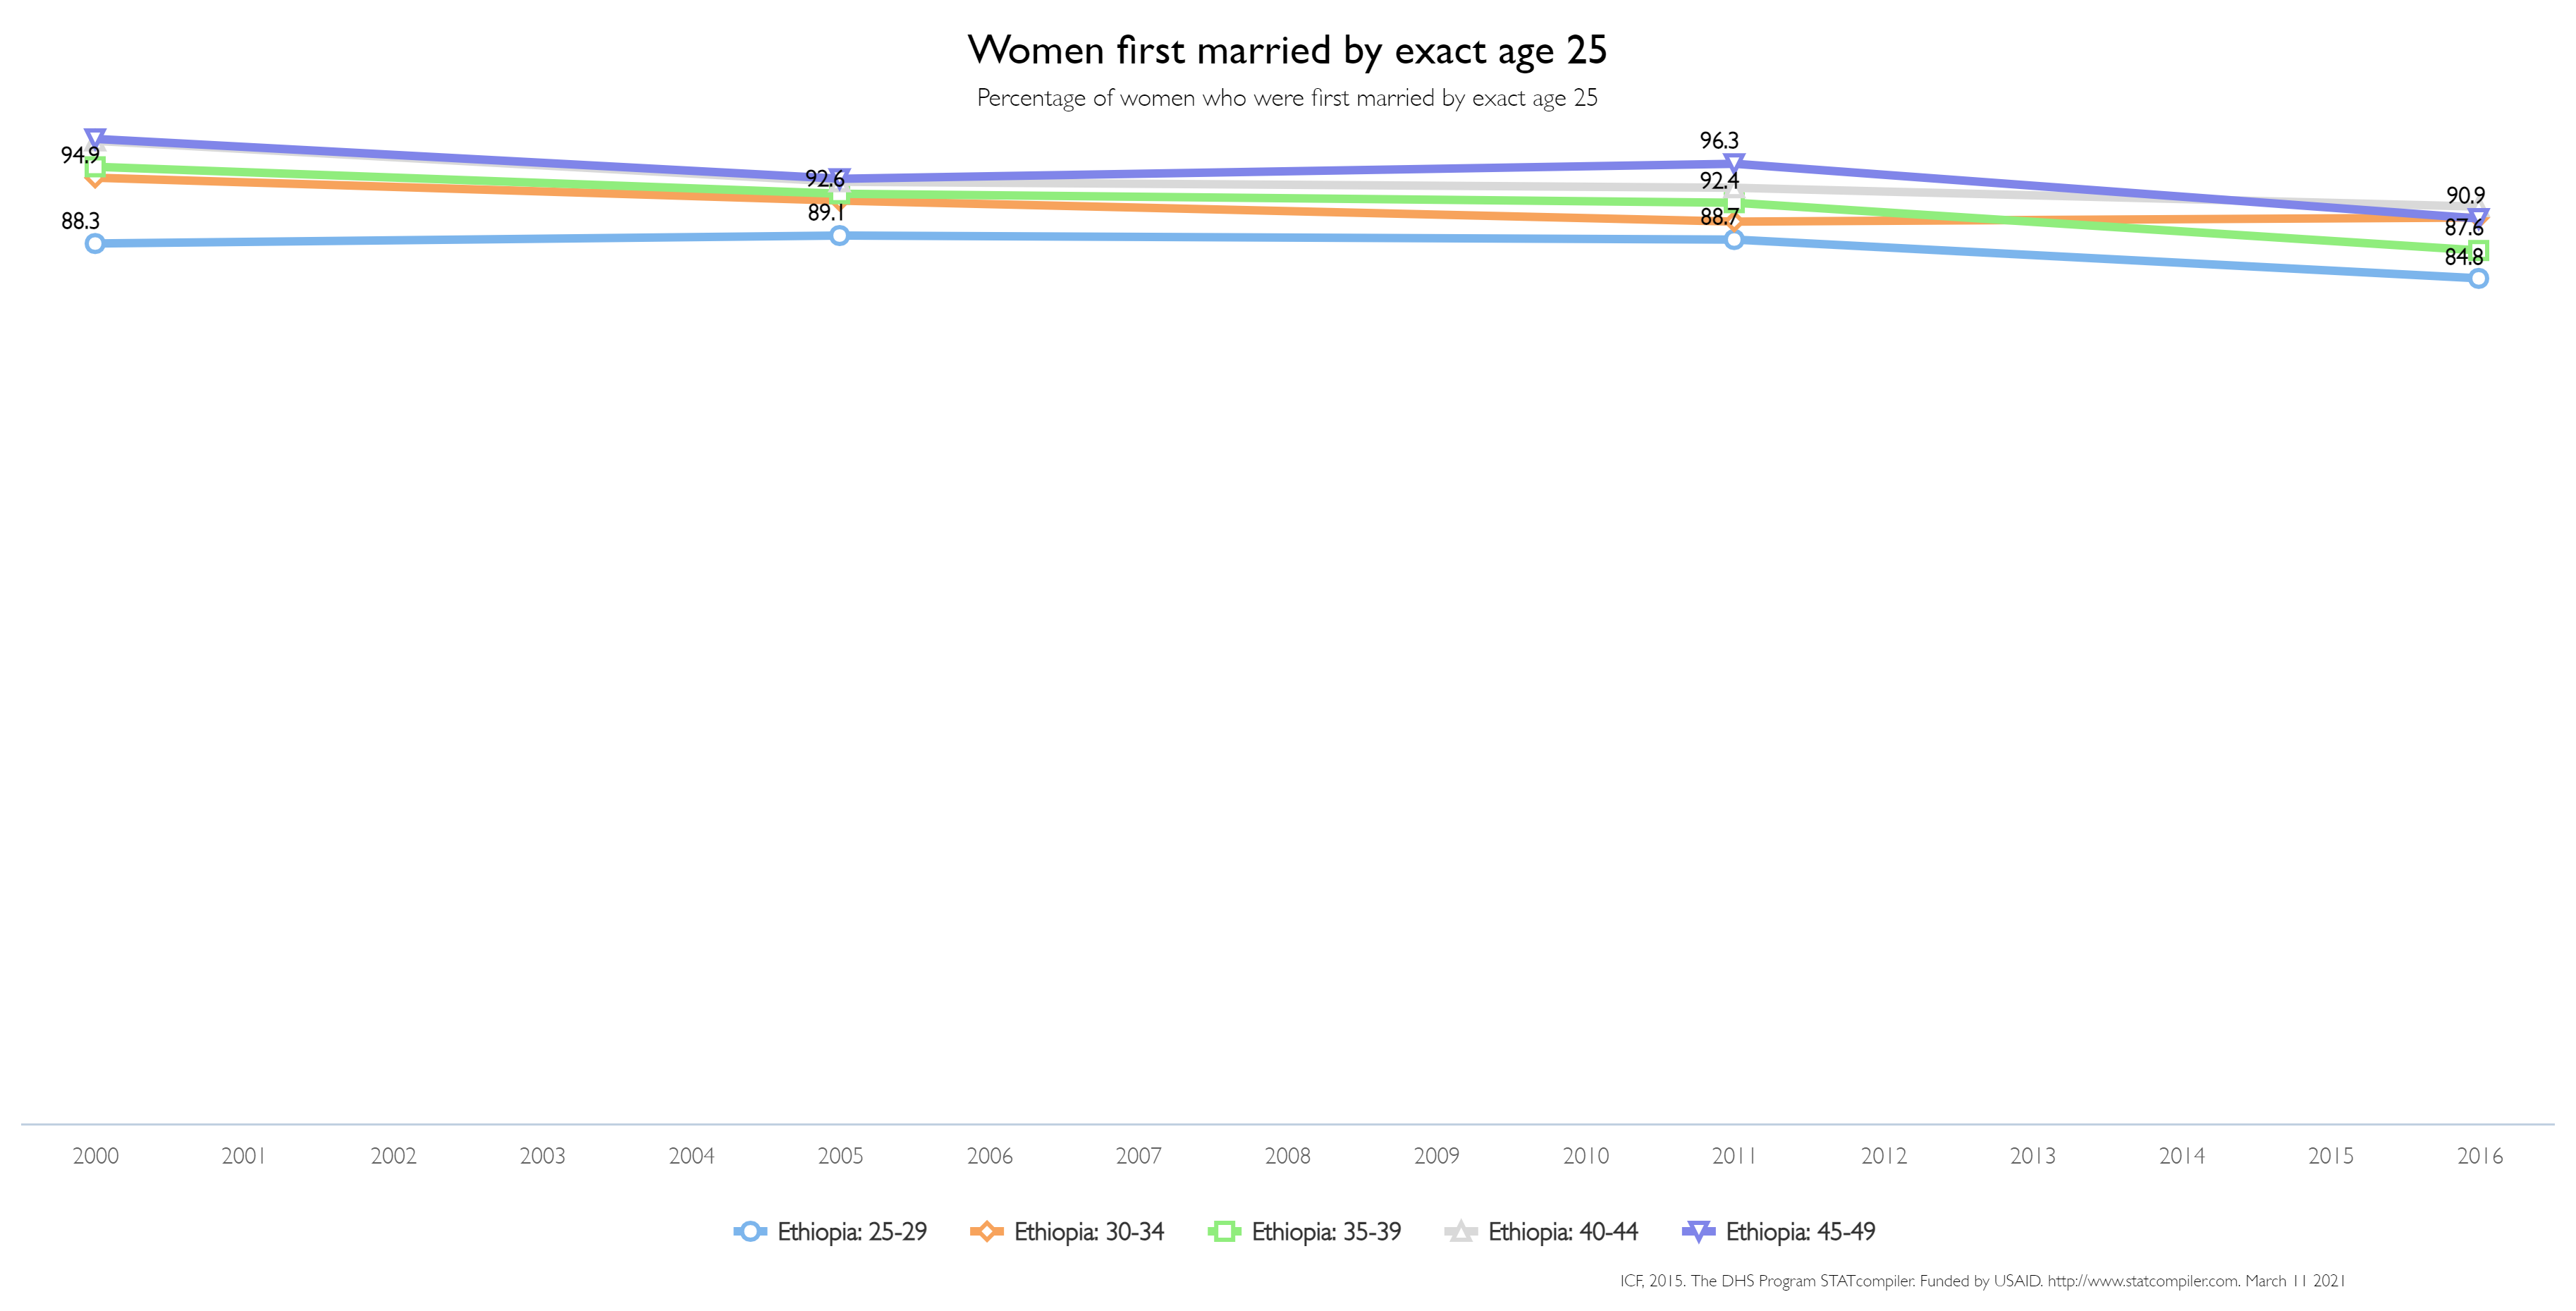 Women first married by exact age 25
Percentage of women who were first married by exact age 25
94.9
88.3
92.6
89.1
96.3
92.4
88.7
90.9
87.6
84.8
2000 2001 2002 2003 2004 2005 2006 2007 2008 2009 2010 2011 2012 2013 2014 2015 2016
Ethiopia: 25-29 Ethiopia: 30-34 Ethiopia: 35-39 Ethiopia: 40-44 Ethiopia: 45-49
ICF, 2015. The DHS Program STATcompiler. Funded by USAID. http://www.statcompiler.com. March 11 2021